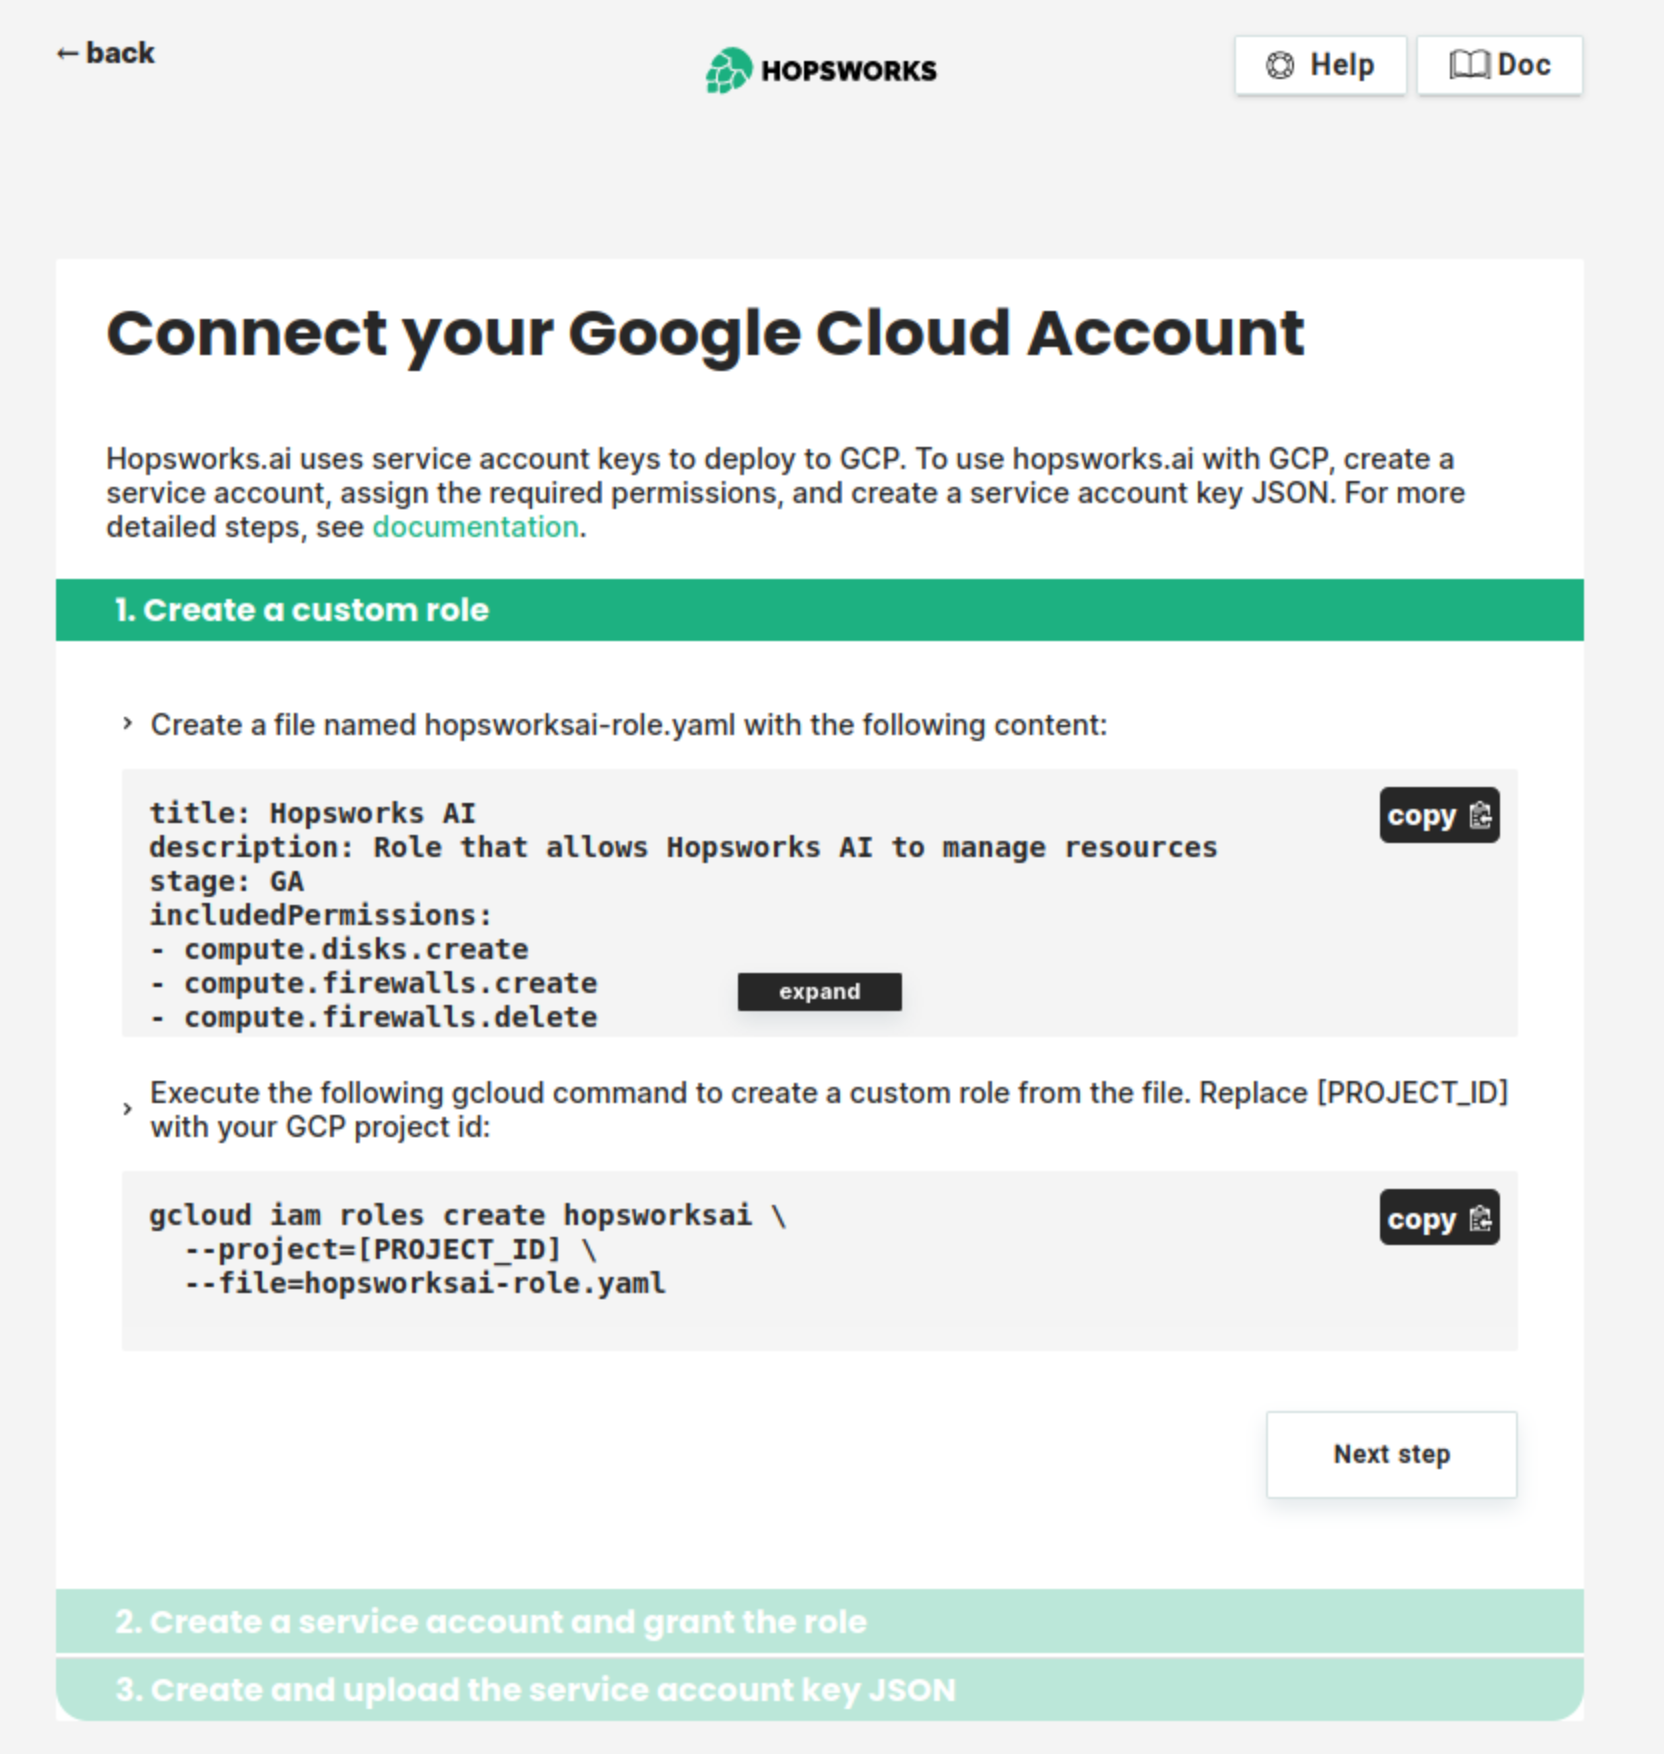 ← back
HOPSWORKS
Help
Doc
Connect your Google Cloud Account
Hopsworks.ai uses service account keys to deploy to GCP. To use hopsworks.ai with GCP, create a
service account, assign the required permissions, and create a service account key JSON. For more
detailed steps, see documentation.
1. Create a custom role
› Create a file named hopsworksai-role.yaml with the following content:
copy
title: Hopsworks AI
description: Role that allows Hopsworks AI to manage resources
stage: GA
includedPermissions:
- compute.disks.create
- compute.firewalls.create
- compute.firewalls.delete
expand
› Execute the following gcloud command to create a custom role from the file. Replace [PROJECT_ID]
with your GCP project id:
copy
gcloud iam roles create hopsworksai \
  --project=[PROJECT_ID] \
  --file=hopsworksai-role.yaml
Next step
2. Create a service account and grant the role
3. Create and upload the service account key JSON